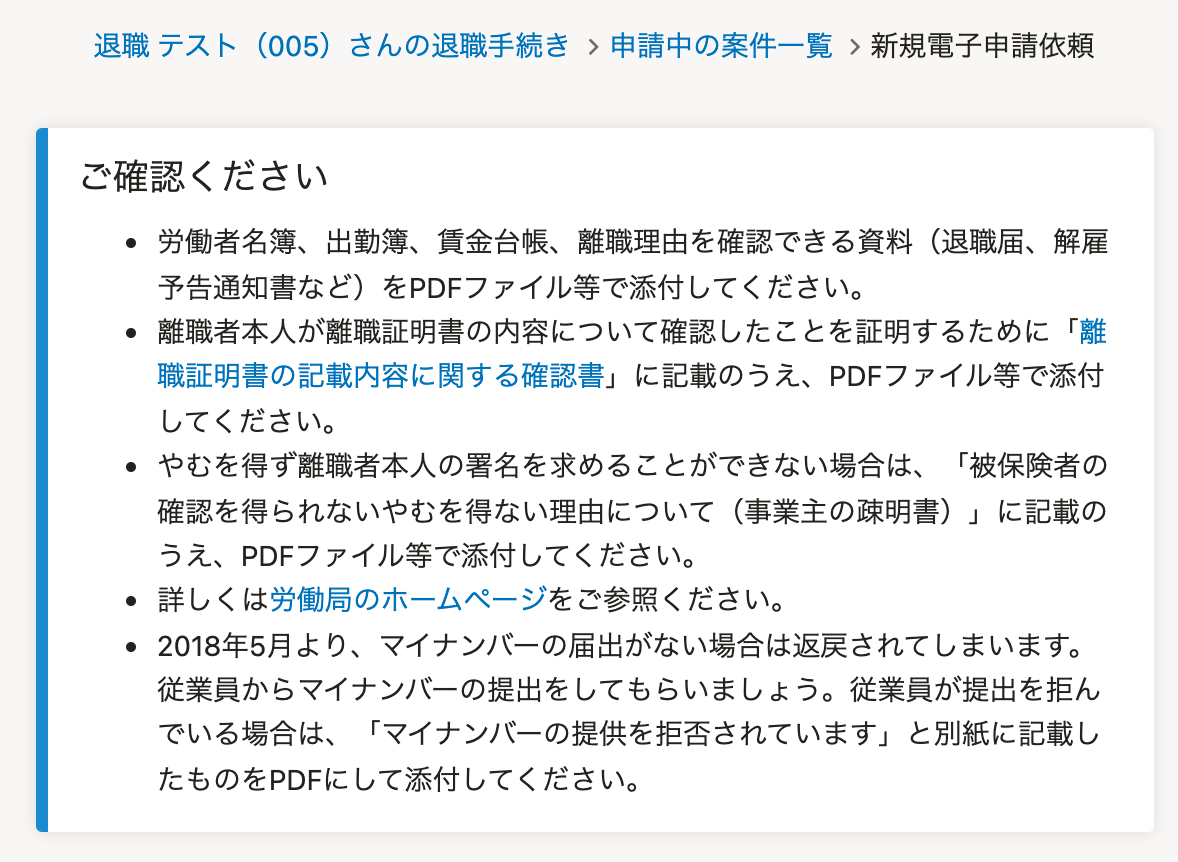 退職 テスト（005）さんの退職手続き > 申請中の案件一覧 > 新規電子申請依頼
ご確認ください
• 労働者名簿、出勤簿、賃金台帳、離職理由を確認できる資料（退職届、解雇
予告通知書など）をPDFファイル等で添付してください。
• 離職者本人が離職証明書の内容について確認したことを証明するために「離
職証明書の記載内容に関する確認書」に記載のうえ、PDFファイル等で添付
してください。
• やむを得ず離職者本人の署名を求めることができない場合は、「被保険者の
確認を得られないやむを得ない理由について（事業主の疎明書）」に記載の
うえ、PDFファイル等で添付してください。
• 詳しくは労働局のホームページをご参照ください。
• 2018年5月より、マイナンバーの届出がない場合は返戻されてしまいます。
従業員からマイナンバーの提出をしてもらいましょう。従業員が提出を拒ん
でいる場合は、「マイナンバーの提供を拒否されています」と別紙に記載し
たものをPDFにして添付してください。